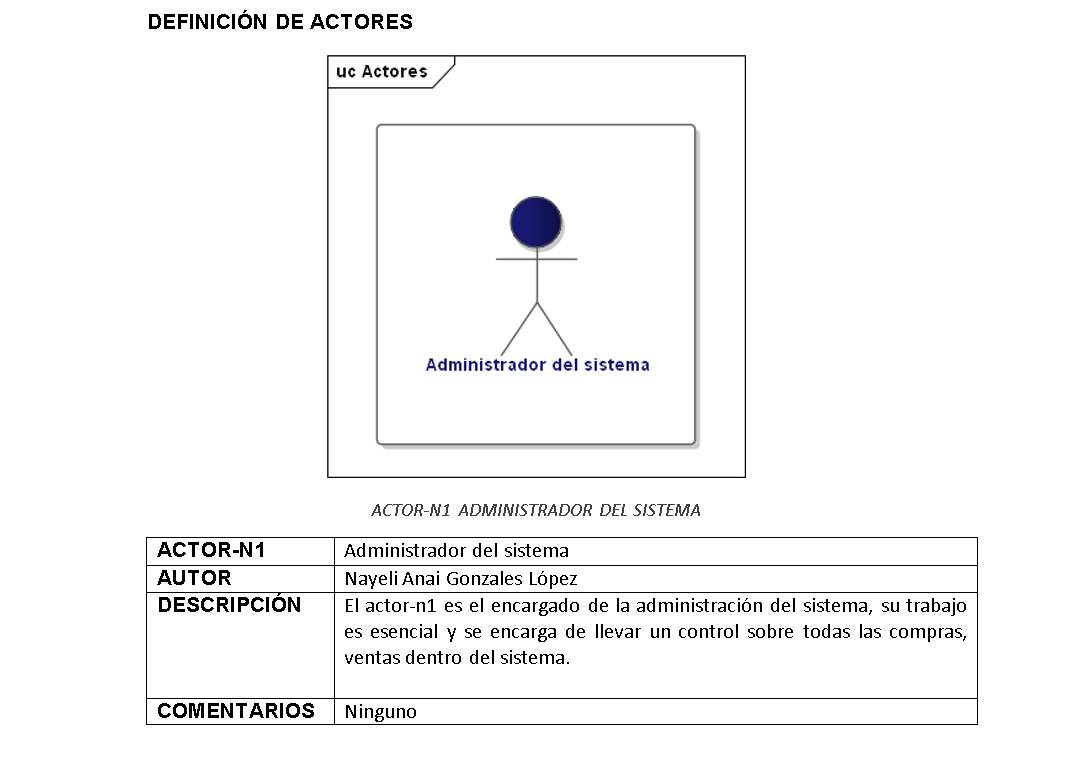 DEFINICIÓN DE ACTORES
uc Actores
Administrador del sistema
ACTOR-N1 ADMINISTRADOR DEL SISTEMA
ACTOR-N1 Administrador del sistema
AUTOR Nayeli Anai Gonzales López
DESCRIPCIÓN El actor-n1 es el encargado de la administración del sistema, su trabajo
es esencial y se encarga de llevar un control sobre todas las compras,
ventas dentro del sistema.
COMENTARIOS Ninguno